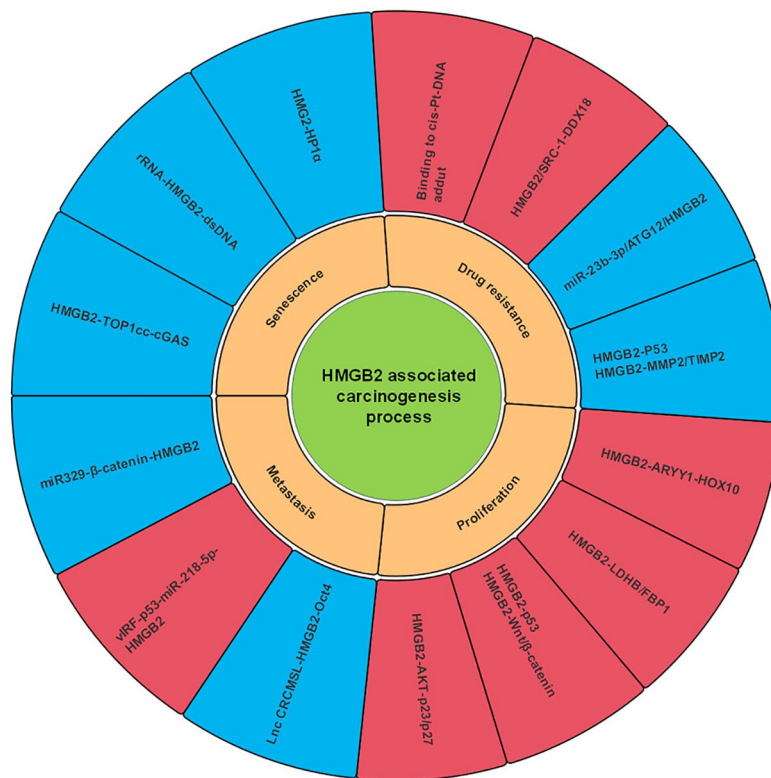 HMGB2 associated
carcinogenesis
process
Senescence
Drug resistance
Proliferation
Metastasis
HMG2-HP1α
Binding to cis-Pt-DNA
addut
HMGB2/SRC-1-DDX18
miR-23b-3p/ATG12/HMGB2
HMGB2-P53
HMGB2-MMP2/TIMP2
HMGB2-ARYY1-HOX10
HMGB2-LDHB/FBP1
HMGB2-p53
HMGB2-Wnt/β-catenin
HMGB2-AKT-p23/p27
Lnc CRCMSL-HMGB2-Oct4
vIRF-p53-miR-218-5p-
HMGB2
miR329-β-catenin-HMGB2
HMGB2-TOP1cc-cGAS
rRNA-HMGB2-dsDNA